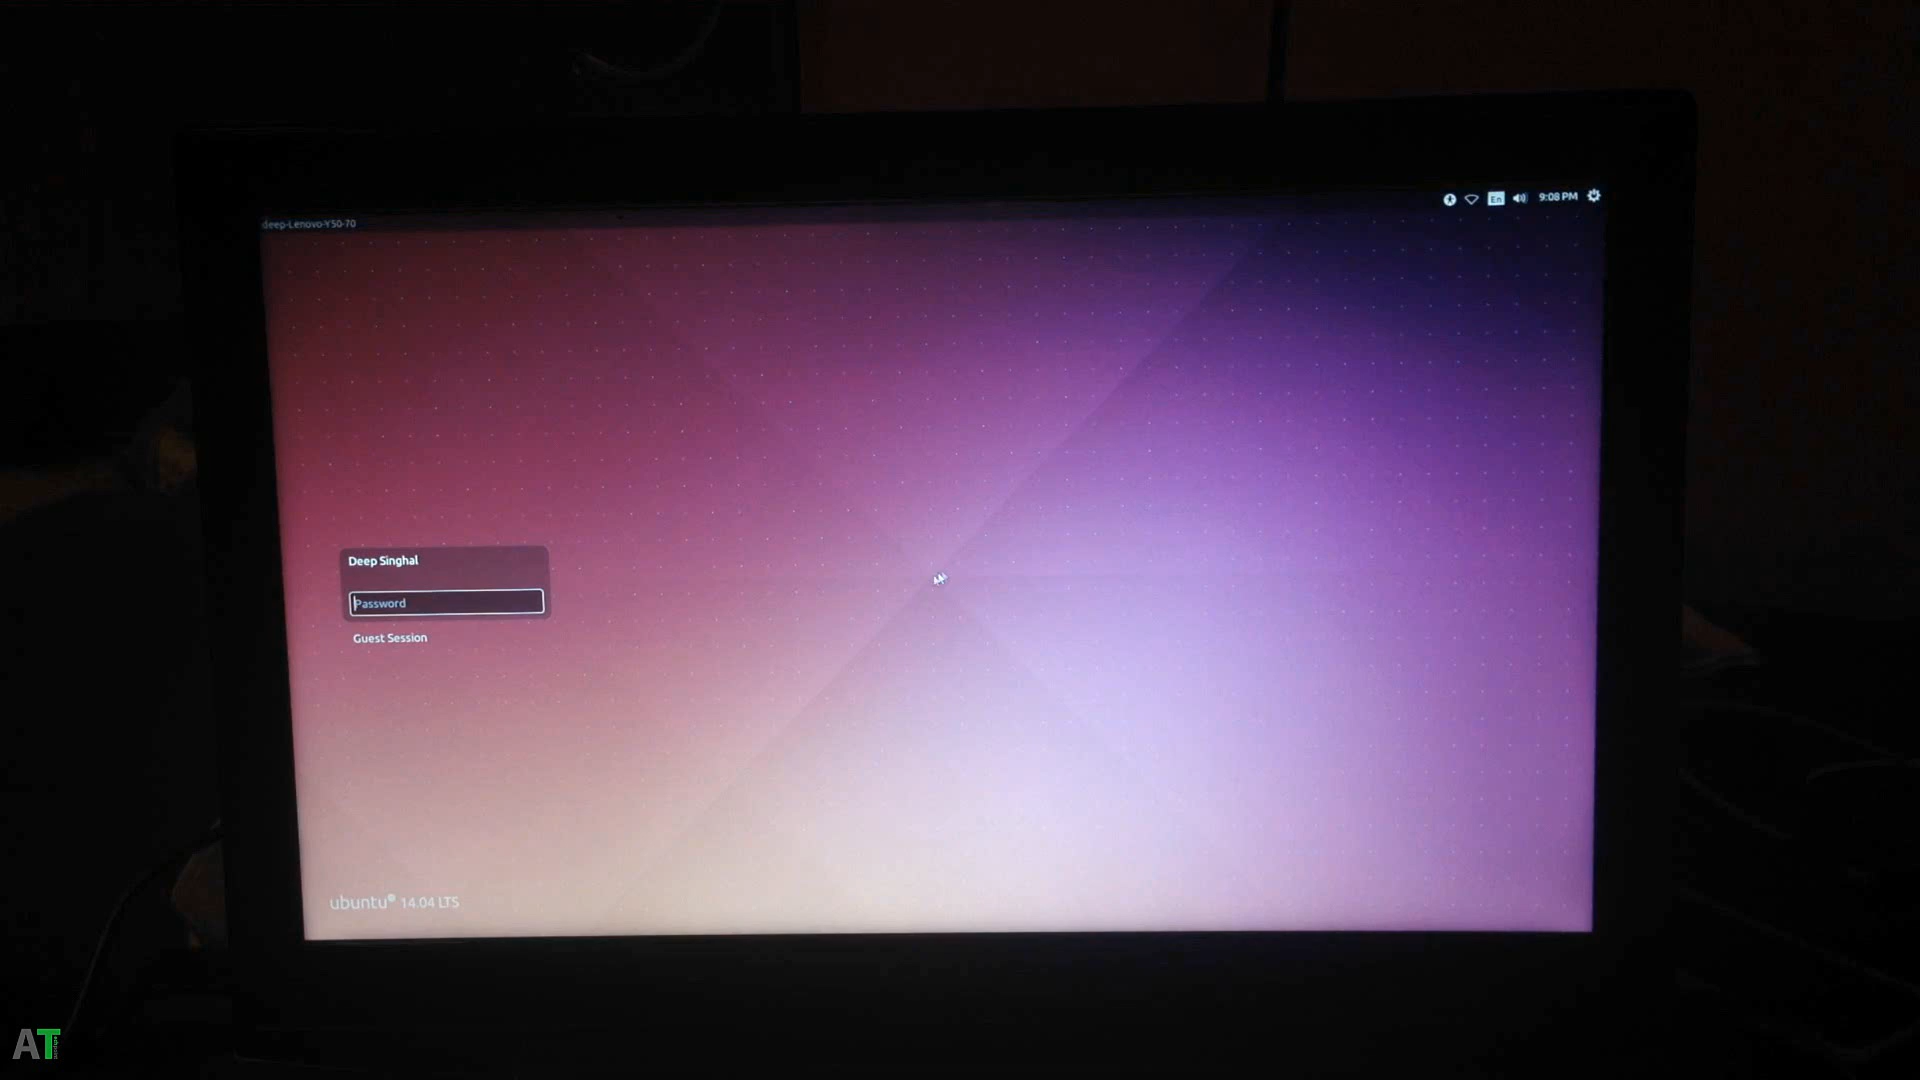 deep-Lenovo-Y50-70
En 9:08 PM
Deep Singhal
Password
Guest Session
ubuntu® 14.04 LTS
AT